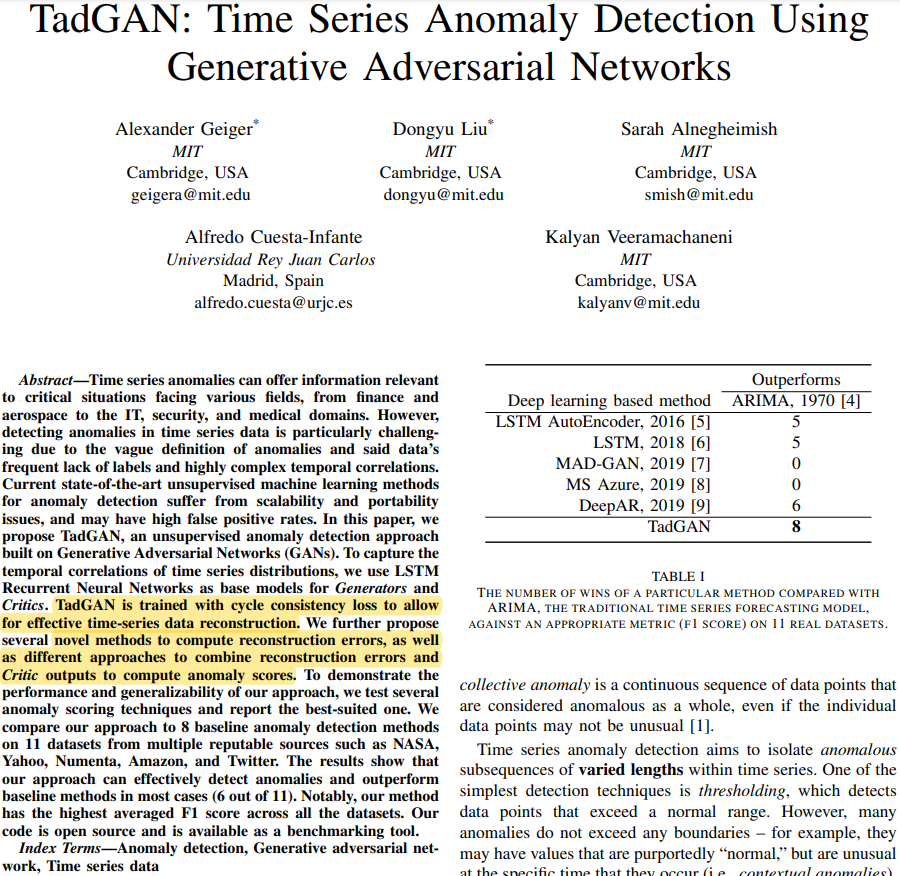 TadGAN: Time Series Anomaly Detection Using
Generative Adversarial Networks
Alexander Geiger*
MIT
Cambridge, USA
geigera@mit.edu
Dongyu Liu*
MIT
Cambridge, USA
dongyu@mit.edu
Sarah Alnegheimish
MIT
Cambridge, USA
smish@mit.edu
Alfredo Cuesta-Infante
Universidad Rey Juan Carlos
Madrid, Spain
alfredo.cuesta@urjc.es
Kalyan Veeramachaneni
MIT
Cambridge, USA
kalyanv@mit.edu
Abstract—Time series anomalies can offer information relevant
to critical situations facing various fields, from finance and
aerospace to the IT, security, and medical domains. However,
detecting anomalies in time series data is particularly challeng-
ing due to the vague definition of anomalies and said data's
frequent lack of labels and highly complex temporal correlations.
Current state-of-the-art unsupervised machine learning methods
for anomaly detection suffer from scalability and portability
issues, and may have high false positive rates. In this paper, we
propose TadGAN, an unsupervised anomaly detection approach
built on Generative Adversarial Networks (GANs). To capture the
temporal correlations of time series distributions, we use LSTM
Recurrent Neural Networks as base models for Generators and
Critics. TadGAN is trained with cycle consistency loss to allow
for effective time-series data reconstruction. We further propose
several novel methods to compute reconstruction errors, as well
as different approaches to combine reconstruction errors and
Critic outputs to compute anomaly scores. To demonstrate the
performance and generalizability of our approach, we test several
anomaly scoring techniques and report the best-suited one. We
compare our approach to 8 baseline anomaly detection methods
on 11 datasets from multiple reputable sources such as NASA,
Yahoo, Numenta, Amazon, and Twitter. The results show that
our approach can effectively detect anomalies and outperform
baseline methods in most cases (6 out of 11). Notably, our method
has the highest averaged F1 score across all the datasets. Our
code is open source and is available as a benchmarking tool.
Index Terms—Anomaly detection, Generative adversarial net-
work, Time series data
Outperforms
Deep learning based method ARIMA, 1970 [4]
LSTM AutoEncoder, 2016 [5] 5
LSTM, 2018 [6] 5
MAD-GAN, 2019 [7] 0
MS Azure, 2019 [8] 0
DeepAR, 2019 [9] 6
TadGAN 8
TABLE I
THE NUMBER OF WINS OF A PARTICULAR METHOD COMPARED WITH
ARIMA, THE TRADITIONAL TIME SERIES FORECASTING MODEL,
AGAINST AN APPROPRIATE METRIC (F1 SCORE) ON 11 REAL DATASETS.
collective anomaly is a continuous sequence of data points that
are considered anomalous as a whole, even if the individual
data points may not be unusual [1].
Time series anomaly detection aims to isolate anomalous
subsequences of varied lengths within time series. One of the
simplest detection techniques is thresholding, which detects
data points that exceed a normal range. However, many
anomalies do not exceed any boundaries – for example, they
may have values that are purportedly “normal,” but are unusual
at the specific time that they occur (i.e., contextual anomalies).